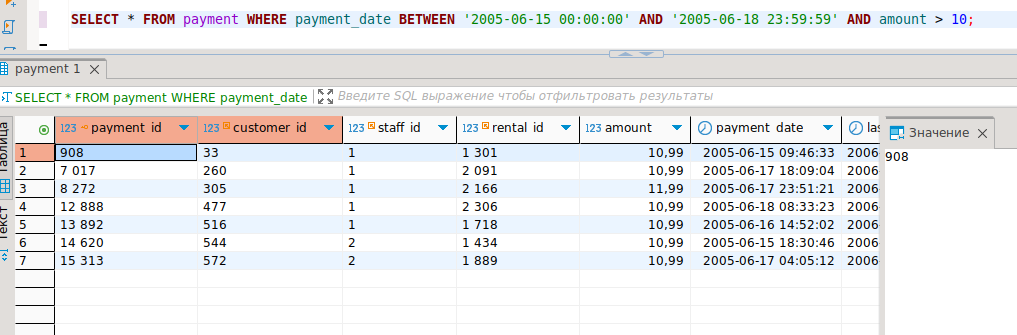 SELECT * FROM payment WHERE payment_date BETWEEN '2005-06-15 00:00:00' AND '2005-06-18 23:59:59' AND amount > 10;
payment 1
SELECT * FROM payment WHERE payment_date Введите SQL выражение чтобы отфильтровать результаты
Таблица
Текст
123 payment_id 123 customer_id 123 staff_id 123 rental_id 123 amount payment_date las
1 908 33 1 1 301 10,99 2005-06-15 09:46:33 2006
2 7 017 260 1 2 091 10,99 2005-06-17 18:09:04 2006
3 8 272 305 1 2 166 11,99 2005-06-17 23:51:21 2006
4 12 888 477 1 2 306 10,99 2005-06-18 08:33:23 2006
5 13 892 516 1 1 718 10,99 2005-06-16 14:52:02 2006
6 14 620 544 2 1 434 10,99 2005-06-15 18:30:46 2006
7 15 313 572 2 1 889 10,99 2005-06-17 04:05:12 2006
Значение
908